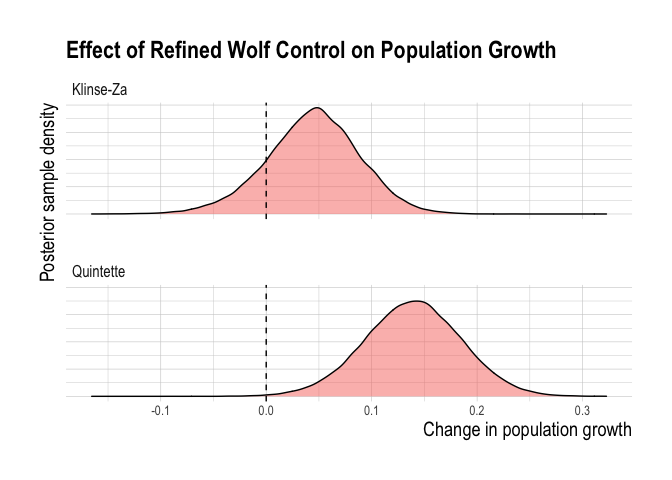 Effect of Refined Wolf Control on Population Growth
Klinse-Za
Posterior sample density
Quintette
-0.1 0.0 0.1 0.2 0.3
Change in population growth